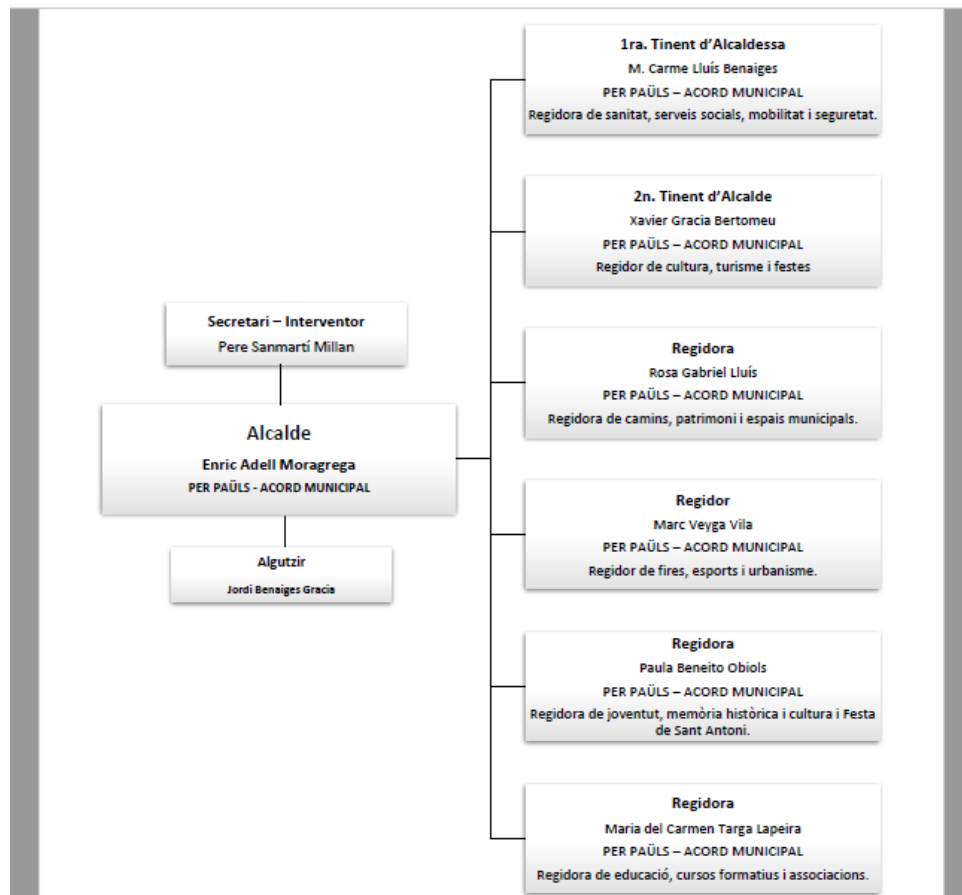 1ra. Tinent d'Alcaldessa
M. Carme Lluís Benaiges
PER PAÜLS – ACORD MUNICIPAL
Regidora de sanitat, serveis socials, mobilitat i seguretat.
2n. Tinent d'Alcalde
Xavier Gracia Bertomeu
PER PAÜLS – ACORD MUNICIPAL
Regidor de cultura, turisme i festes
Secretari – Interventor
Pere Sanmartí Millan
Alcalde
Enric Adell Moragrega
PER PAÜLS - ACORD MUNICIPAL
Algutzir
Jordi Benaiges Gracia
Regidora
Rosa Gabriel Lluís
PER PAÜLS – ACORD MUNICIPAL
Regidora de camins, patrimoni i espais municipals.
Regidor
Marc Veyga Vila
PER PAÜLS – ACORD MUNICIPAL
Regidor de fires, esports i urbanisme.
Regidora
Paula Beneito Obiols
PER PAÜLS – ACORD MUNICIPAL
Regidora de joventut, memòria històrica i cultura i Festa
de Sant Antoni.
Regidora
Maria del Carmen Targa Lapeira
PER PAÜLS – ACORD MUNICIPAL
Regidora de educació, cursos formatius i associacions.